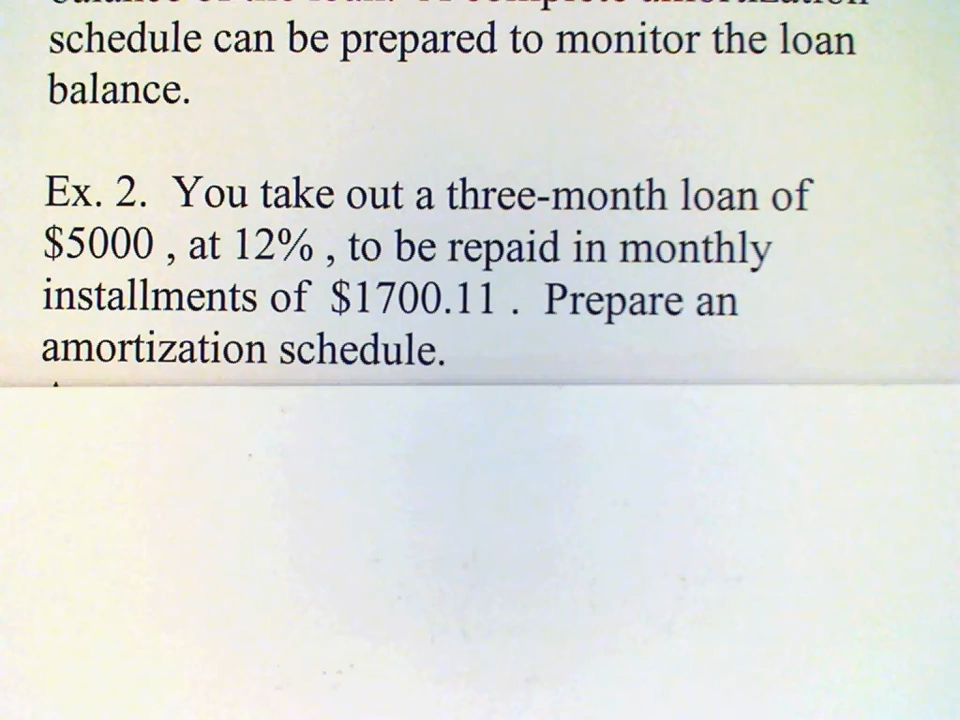 schedule can be prepared to monitor the loan
balance.
Ex. 2. You take out a three-month loan of
$5000 , at 12% , to be repaid in monthly
installments of $1700.11 . Prepare an
amortization schedule.